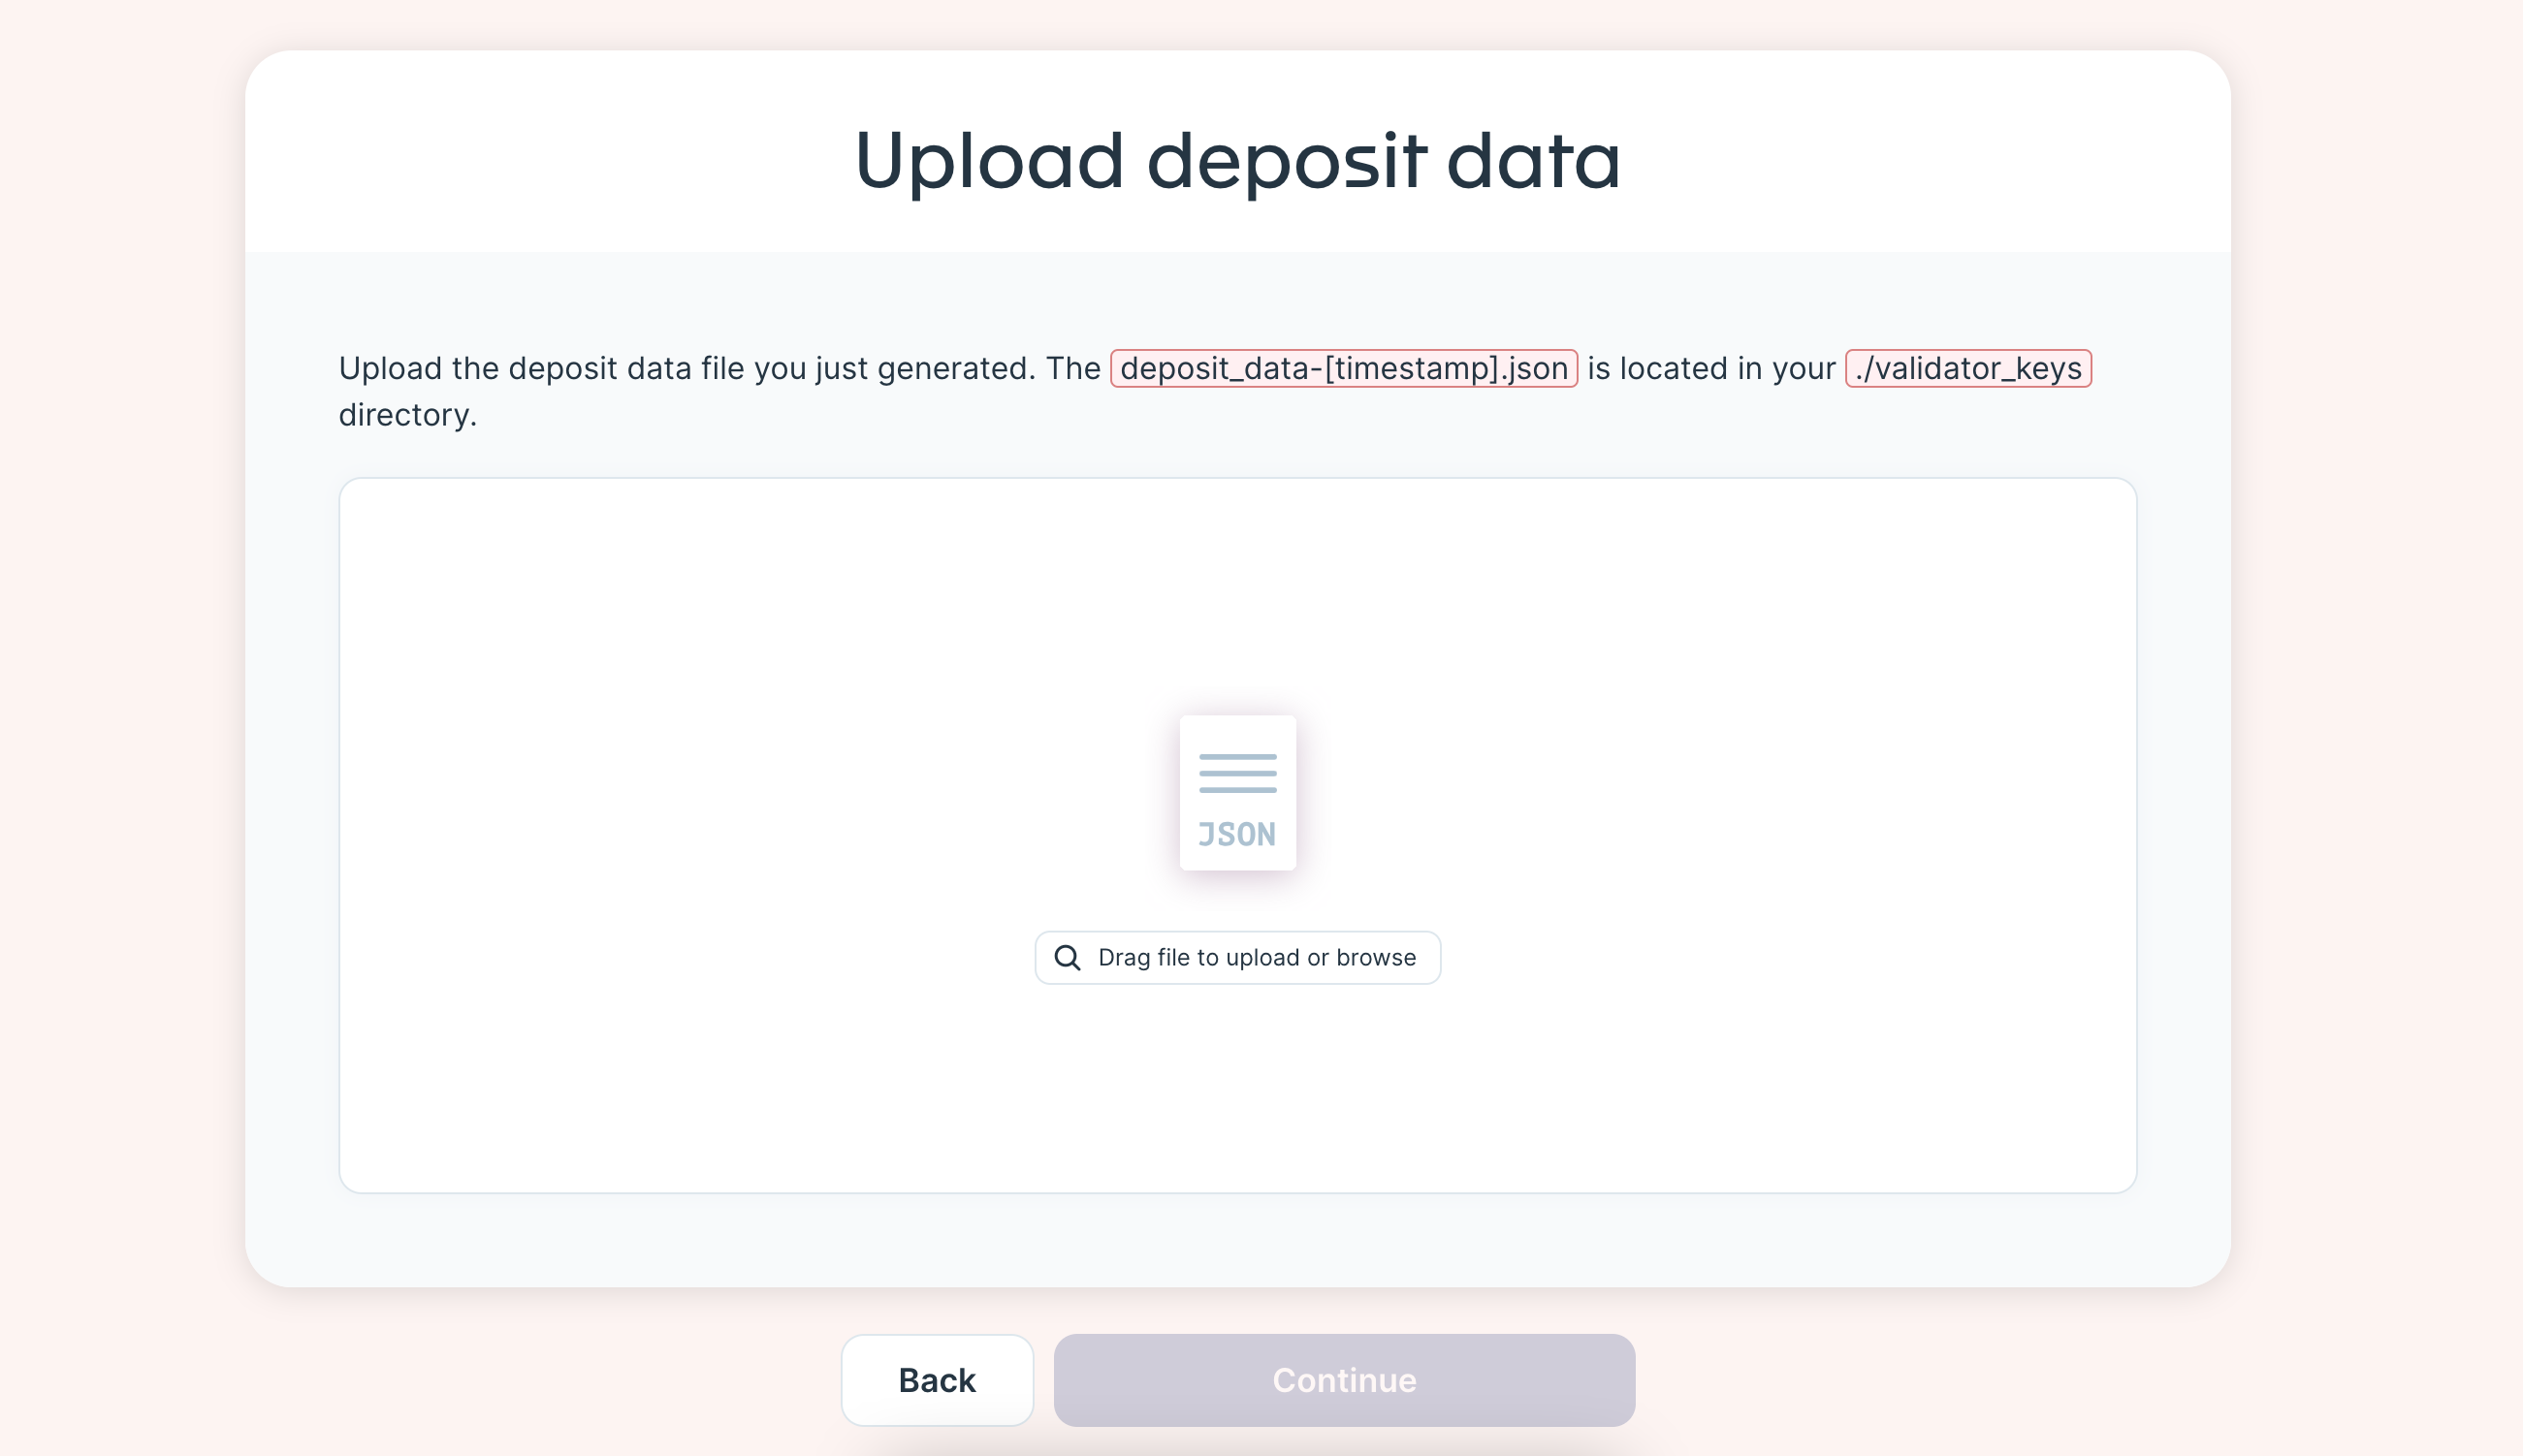 Upload deposit data
Upload the deposit data file you just generated. The deposit_data-[timestamp].json is located in your ./validator_keys
directory.
JSON
Drag file to upload or browse
Back
Continue